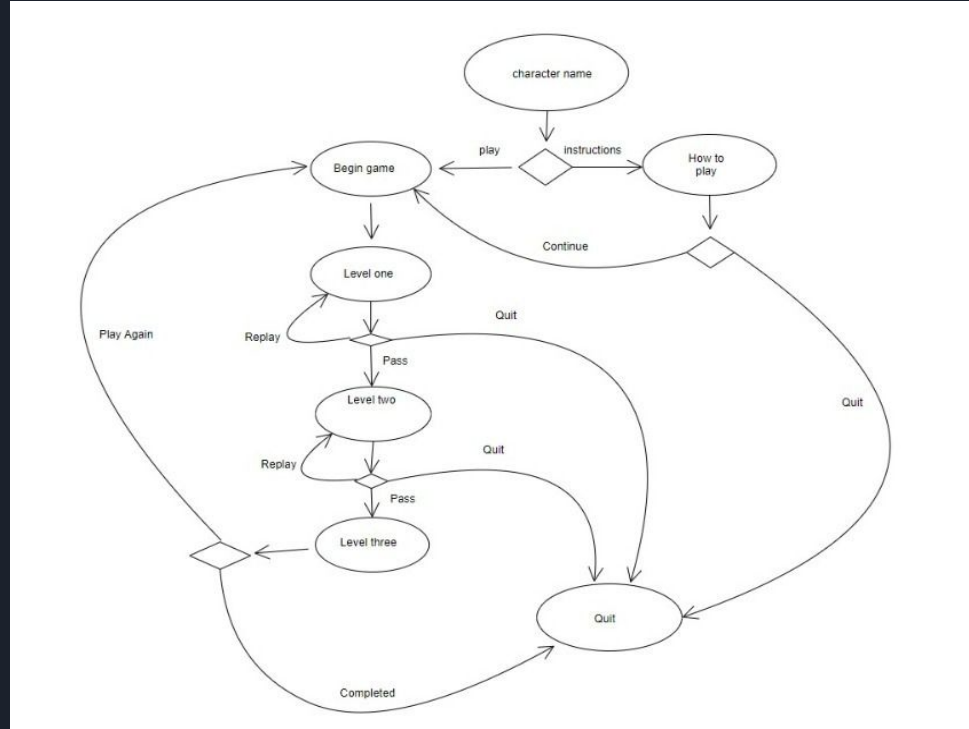 character name
play
instructions
Begin game
How to
play
Continue
Level one
Quit
Play Again
Replay
Pass
Level two
Quit
Quit
Replay
Pass
Level three
Quit
Completed